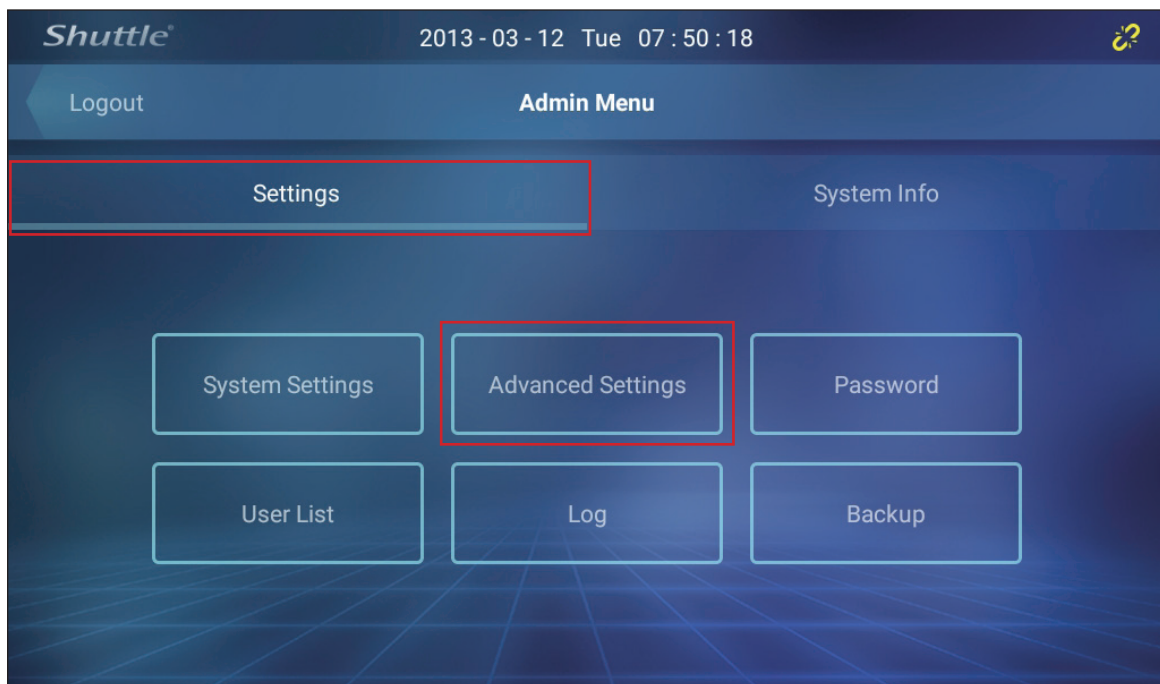 Shuttle® 2013 - 03 - 12 Tue 07 : 50 : 18
Logout Admin Menu
Settings System Info
System Settings Advanced Settings Password
User List Log Backup